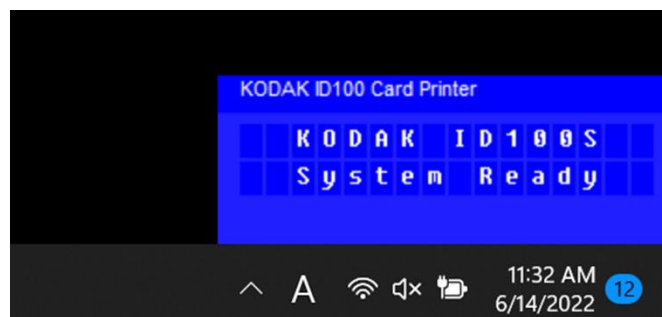 KODAK ID100 Card Printer
KODAK ID100S
System Ready
A
11:32 AM
6/14/2022
12